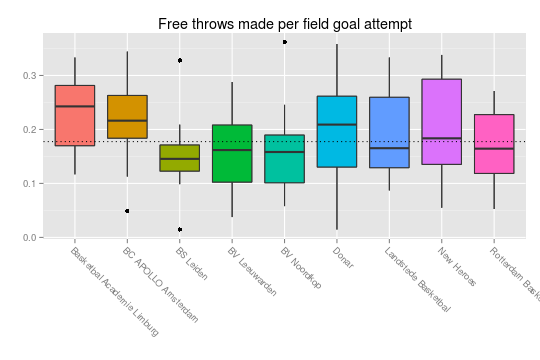 Free throws made per field goal attempt
0.3
0.2
0.1
0.0
Basketbal Academie Limburg
BC APOLLO Amsterdam
BS Leiden
BV Leeuwarden
BV Noordkop
Donar
Landstede Basketbal
New Heroes
Rotterdam